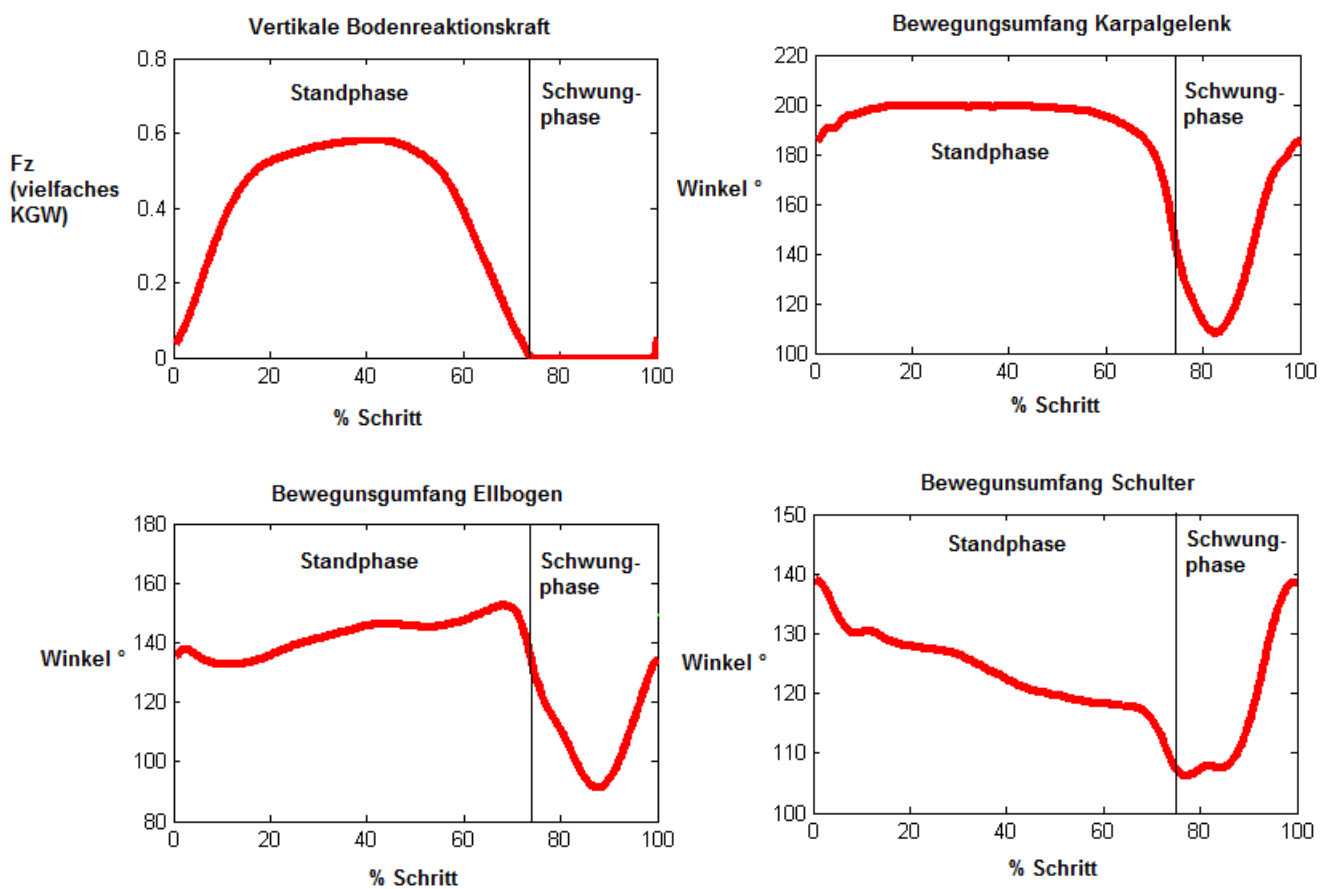 Vertikale Bodenreaktionskraft
0.8
0.6
0.4
0.2
0
Fz
(vielfaches
KGW)
Standphase
Schwung-
phase
0 20 40 60 80 100
% Schritt
Bewegungsumfang Karpalgelenk
220
200
180
160
140
120
100
Winkel °
Standphase
Schwung-
phase
0 20 40 60 80 100
% Schritt
Bewegunsgumfang Ellbogen
180
160
140
120
100
80
Winkel °
Standphase
Schwung-
phase
0 20 40 60 80 100
% Schritt
Bewegunsumfang Schulter
150
140
130
120
110
100
Winkel °
Standphase
Schwung-
phase
0 20 40 60 80 100
% Schritt